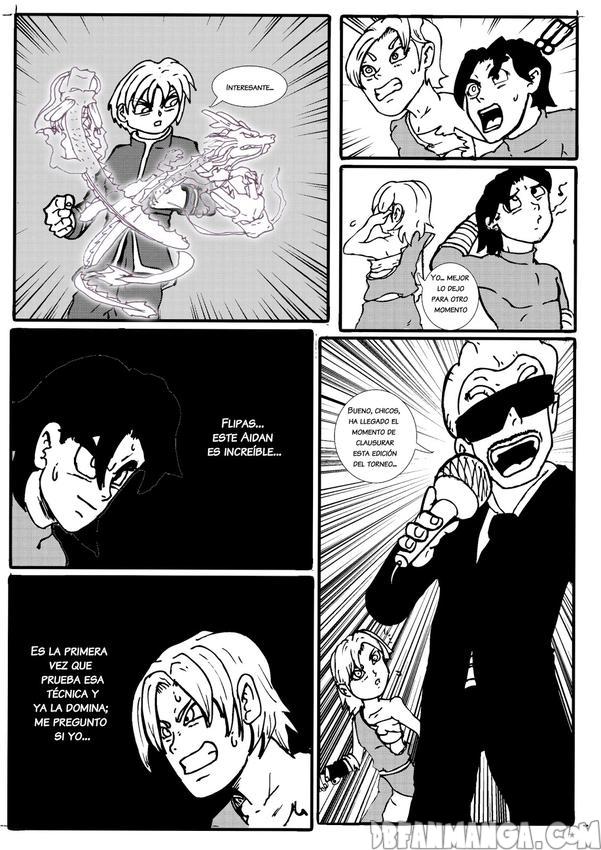 Interesante...
!!!
Yo... mejor
lo dejo
para otro
momento
Flipas...
este Aidan
es increíble...
Bueno, chicos,
ha llegado el
momento de
clausurar
esta edición
del torneo...
Es la primera
vez que
prueba esa
técnica y
ya la domina;
me pregunto
si yo...
DBFANMANGA.COM